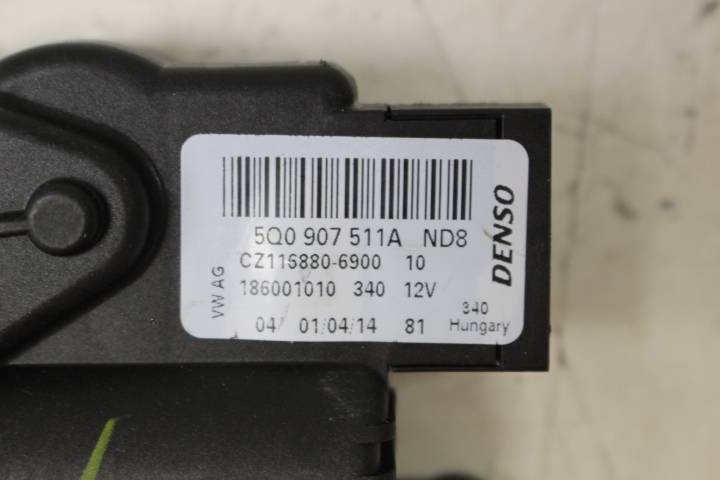 5Q0 907 511A ND8
CZ116880-6900 10
186001010 340 12V
04/ 01/04/14 81
VW AG
DENSO
340
Hungary